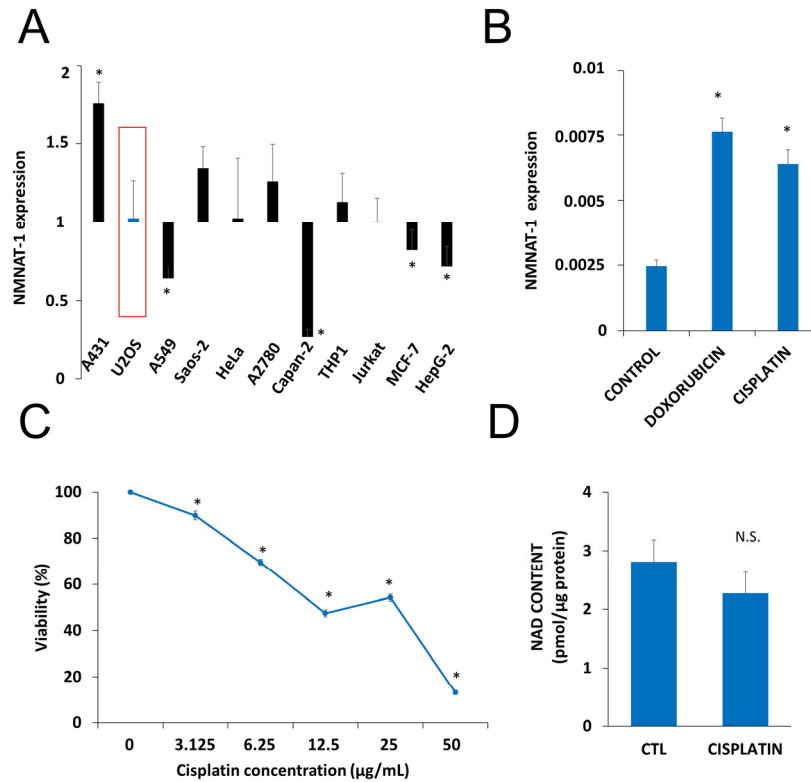 A
NMNAT-1 expression
2
1.5
1
0.5
0
*
*
*
*
*
A431
U2OS
A549
Saos-2
HeLa
A2780
Capan-2
THP1
Jurkat
MCF-7
HepG-2
B
NMNAT-1 expression
0.01
0.0075
0.005
0.0025
0
*
*
CONTROL
DOXORUBICIN
CISPLATIN
C
Viability (%)
100
80
60
40
20
0
*
*
*
*
*
0 3.125 6.25 12.5 25 50
Cisplatin concentration (µg/mL)
D
NAD CONTENT
(pmol/µg protein)
4
3
2
1
0
N.S.
CTL CISPLATIN